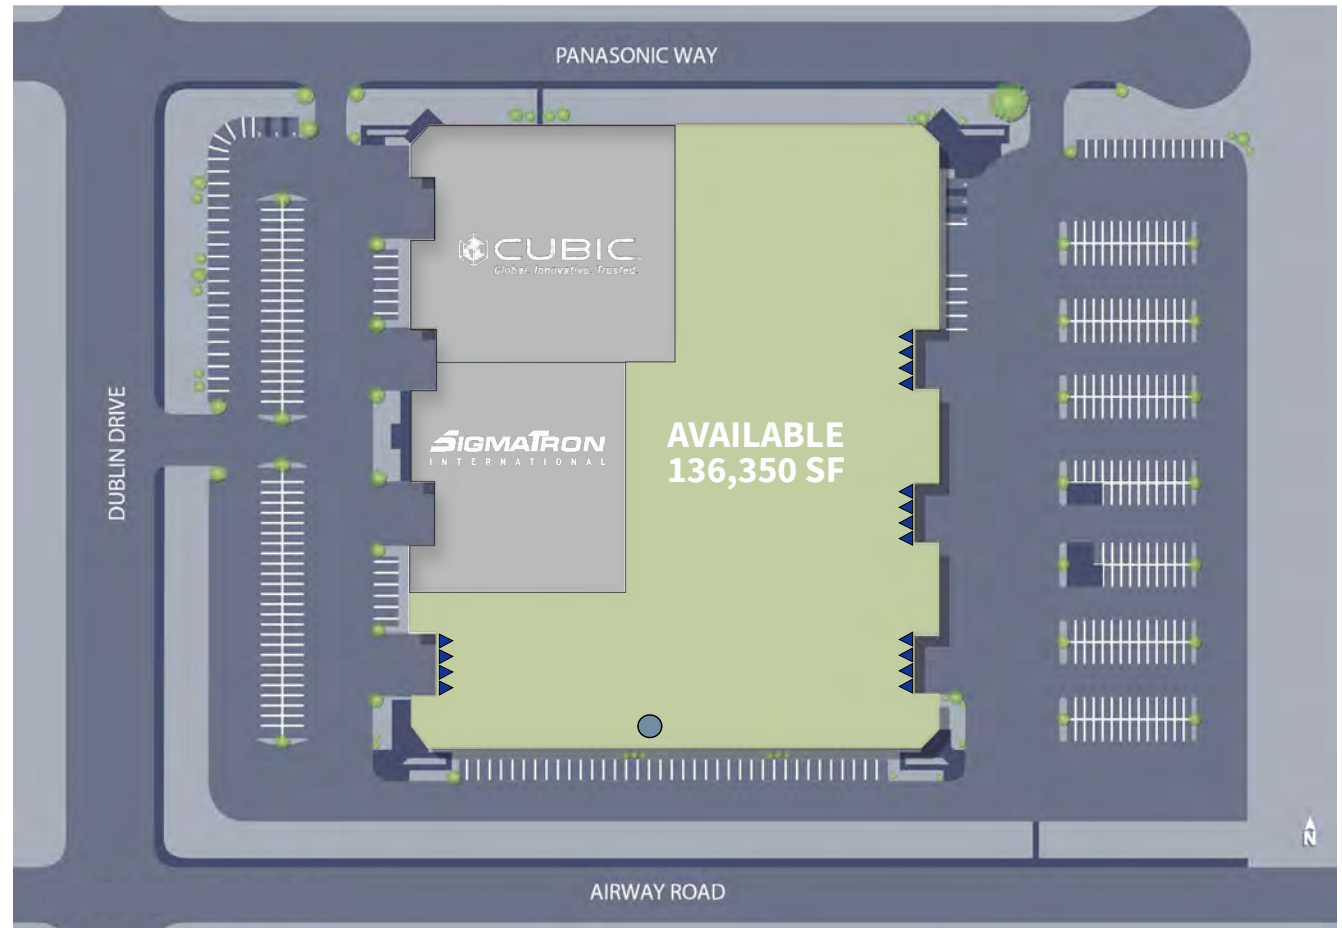 PANASONIC WAY
CUBIC
Global. Innovative. Trusted.
DUBLIN DRIVE
SIGMATRON
INTERNATIONAL
AVAILABLE
136,350 SF
N
AIRWAY ROAD